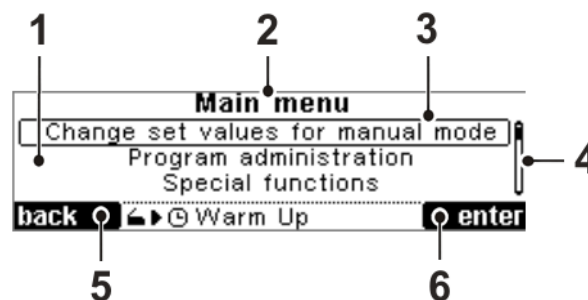 1 2 3
Main menu
Change set values for manual mode
Program administration 4
Special functions
back Warm Up enter
5 6